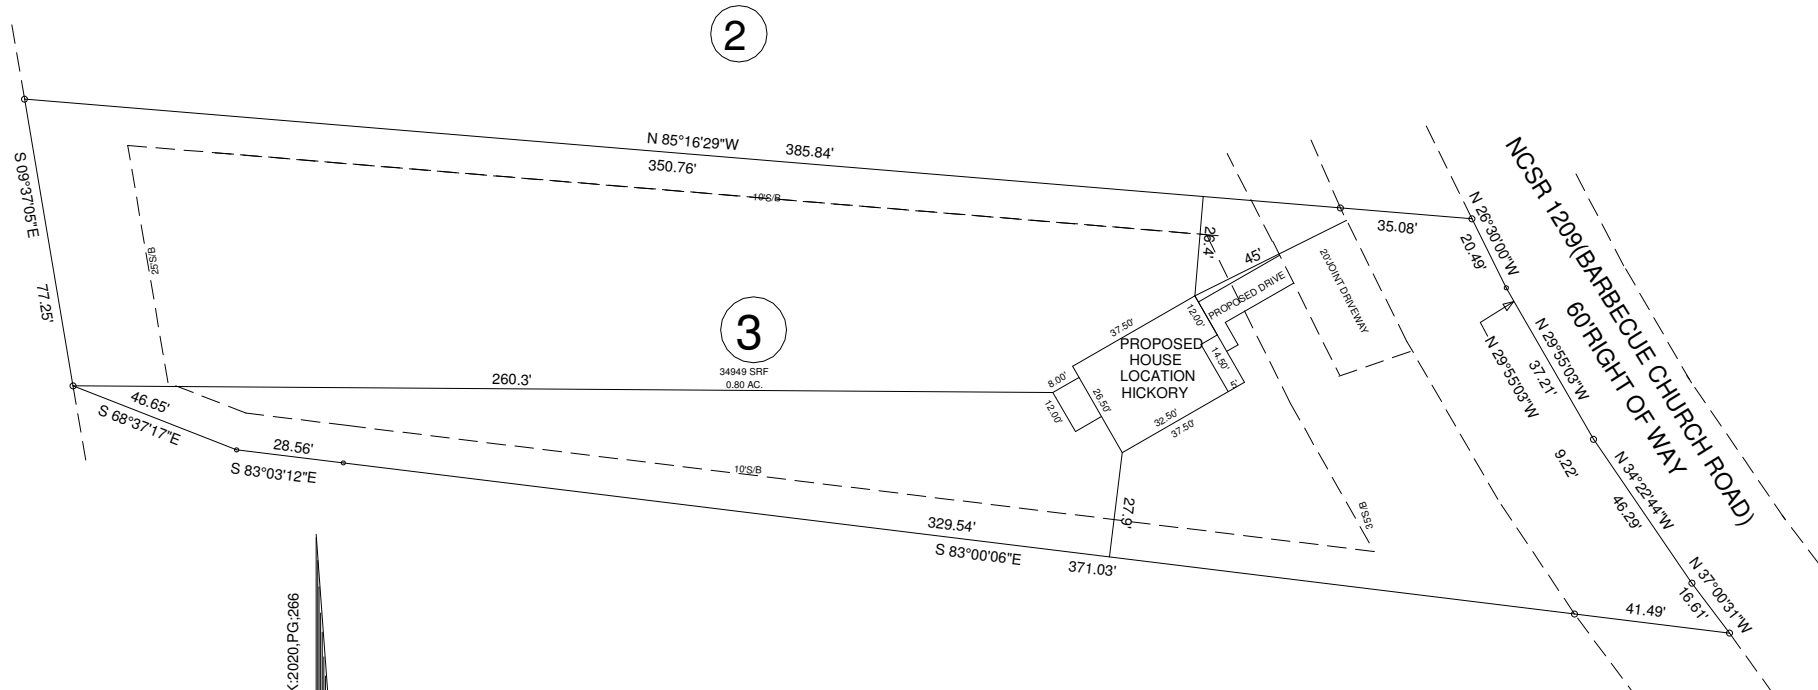 2
N 85°16'29"W
385.84'
350.76'
10'S/B
S 09°37'05"E
77.25'
25'S/B
3
34949 SRF
0.80 AC.
260.3'
46.65'
S 68°37'17"E
28.56'
S 83°03'12"E
10'S/B
329.54'
S 83°00'06"E
371.03'
26.4'
45'
PROPOSED DRIVE
20'JOINT DRIVEWAY
37.50'
12.00'
14.50'
5'
PROPOSED
HOUSE
LOCATION
HICKORY
8.00'
12.00'
26.50'
32.50'
37.50'
27.9'
35'S/B
35.08'
N 26°30'00"W
20.49'
NCSR 1209(BARBECUE CHURCH ROAD)
60'RIGHT OF WAY
N 29°55'03"W
37.21'
N 29°55'03"W
9.22'
N 34°22'44"W
46.29'
N 37°00'31"W
16.61'
41.49'
K:2020,PG:266